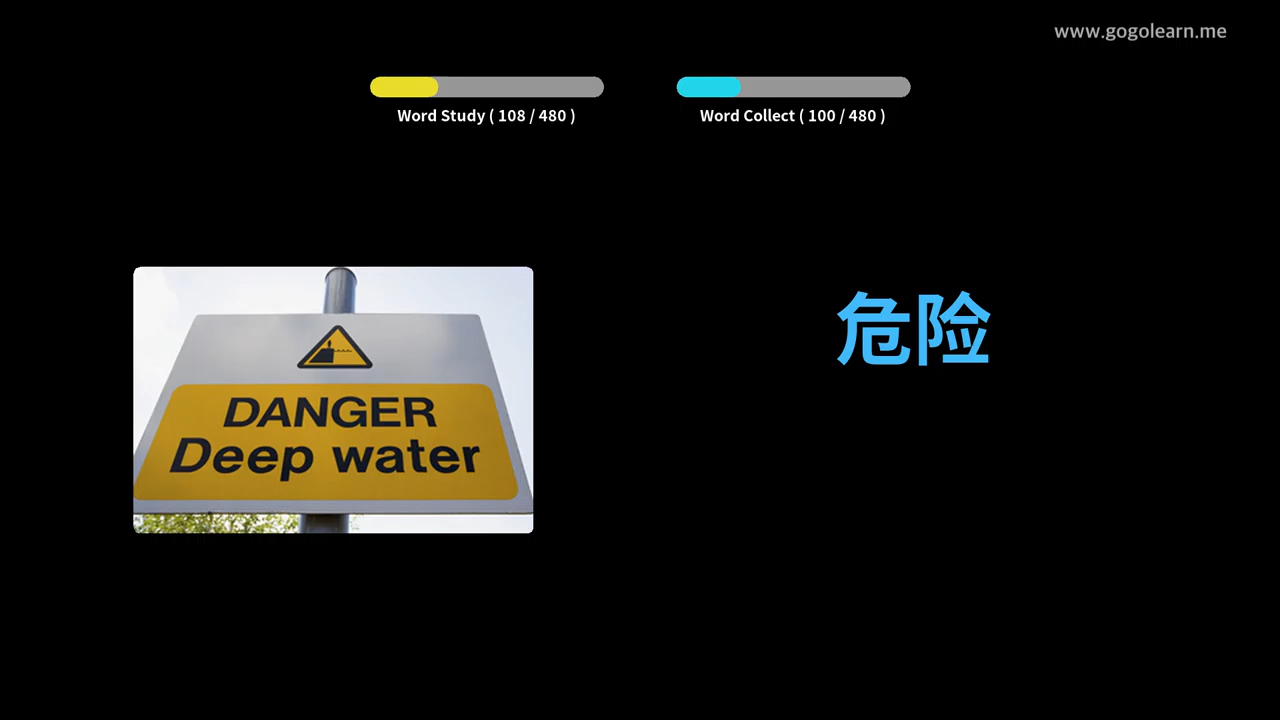 www.gogolearn.me
Word Study ( 108 / 480 )
Word Collect ( 100 / 480 )
危险
DANGER
Deep water